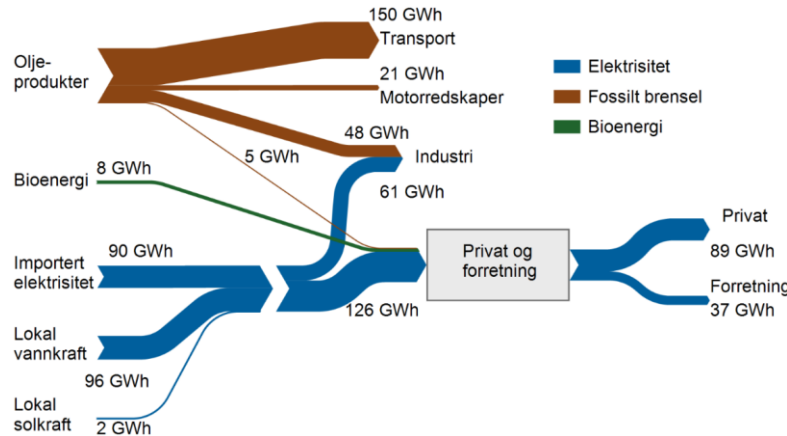 150 GWh
Transport
Olje-
produkter
21 GWh
Motorredskaper
Elektrisitet
Fossilt brensel
Bioenergi
48 GWh
Industri
5 GWh
61 GWh
Bioenergi
8 GWh
90 GWh
Importert
elektrisitet
Privat og
forretning
Privat
89 GWh
Forretning
37 GWh
126 GWh
Lokal
vannkraft
96 GWh
Lokal
solkraft
2 GWh